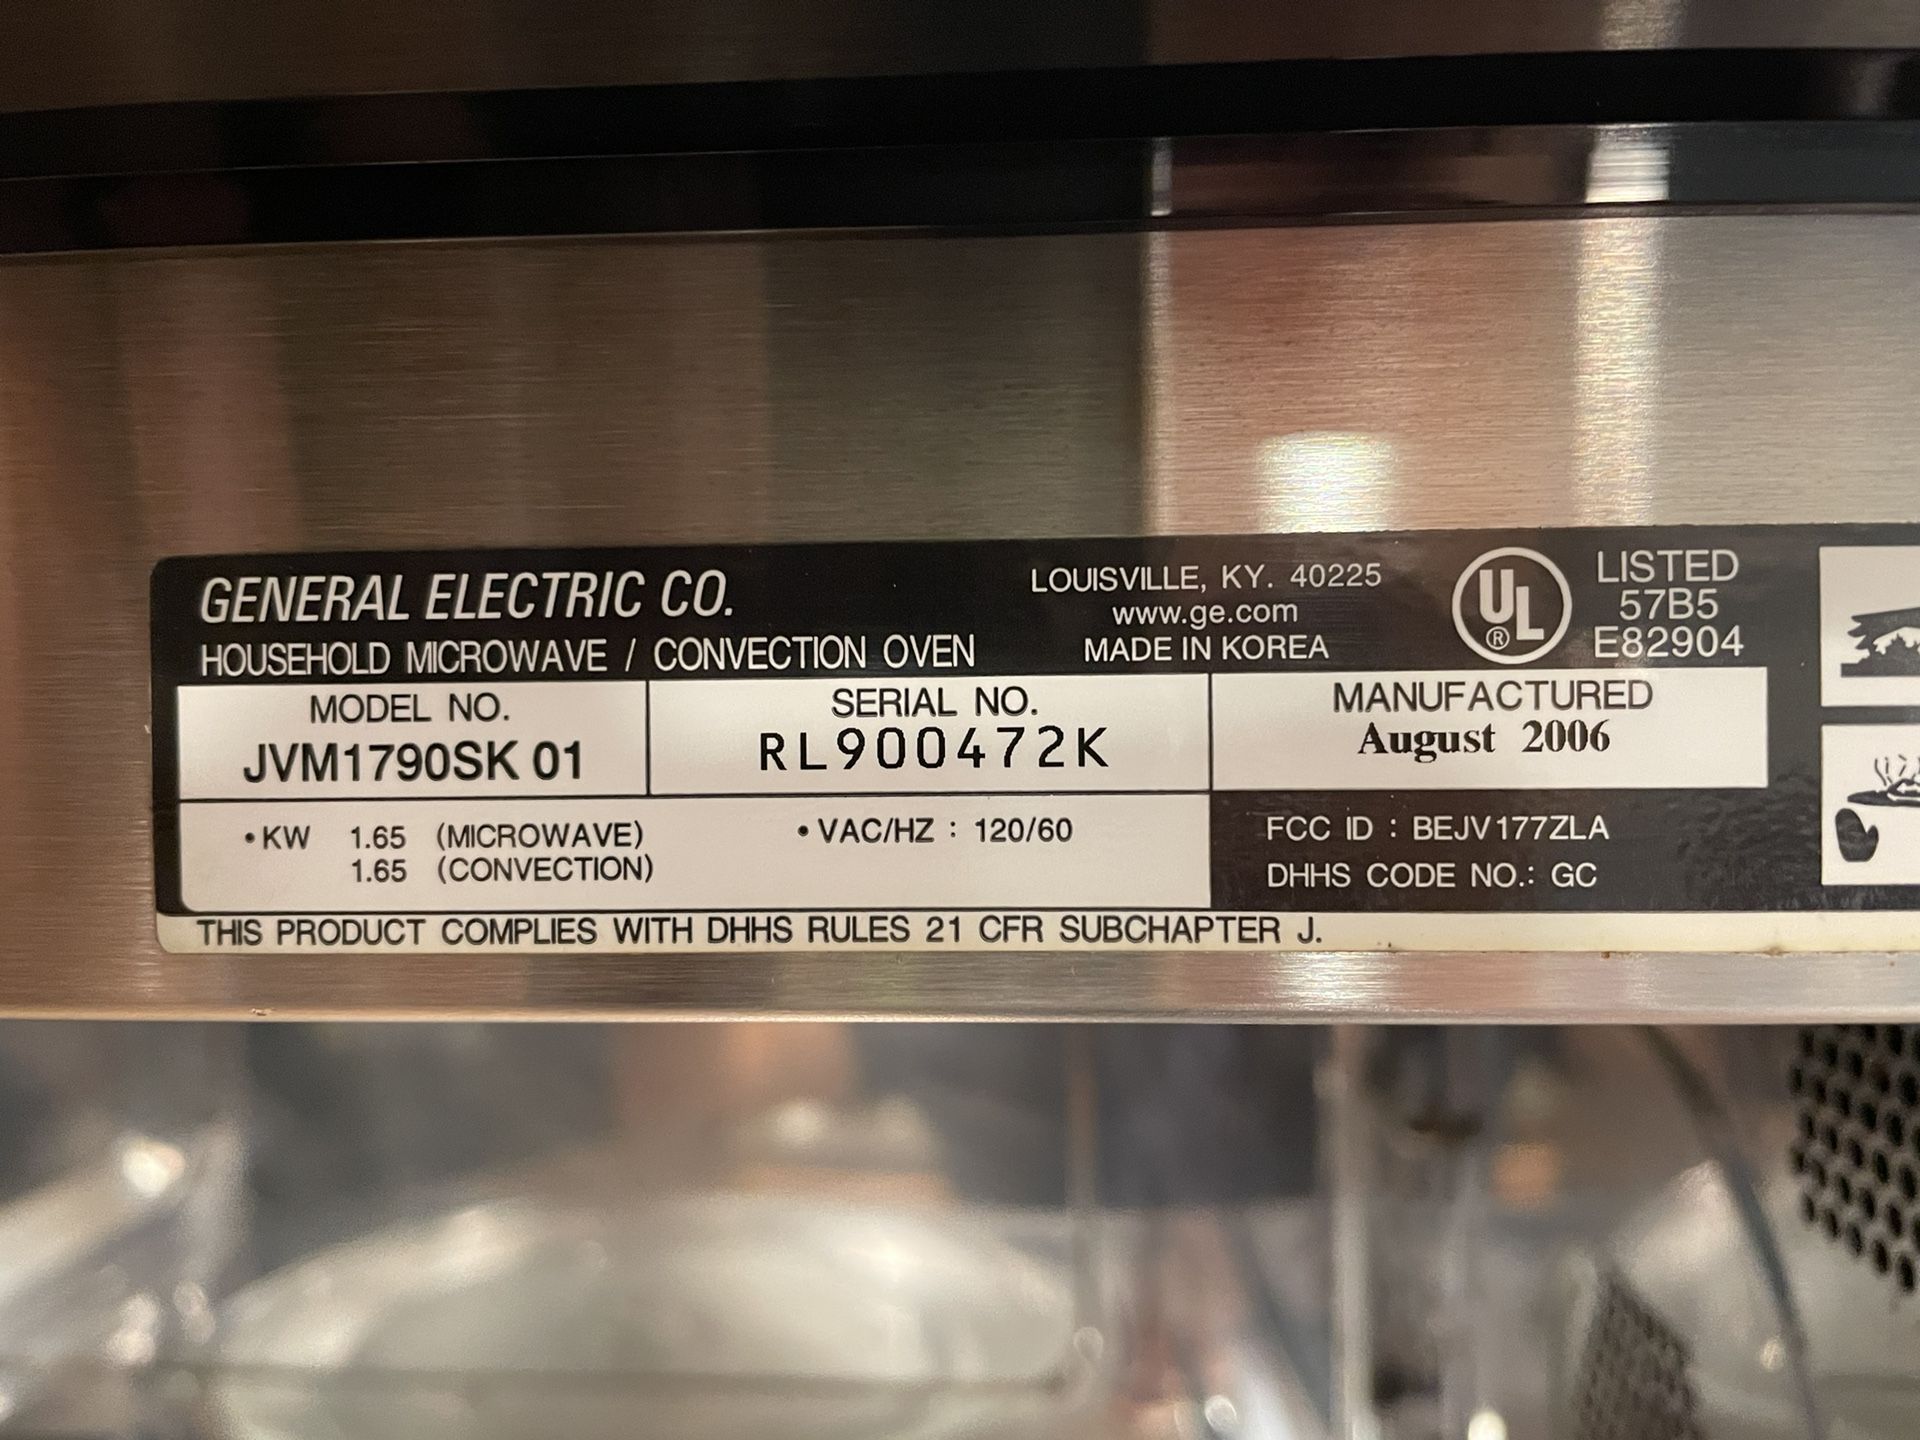 GENERAL ELECTRIC CO.
HOUSEHOLD MICROWAVE / CONVECTION OVEN
LOUISVILLE, KY. 40225
www.ge.com
MADE IN KOREA
UL ®
LISTED
57B5
E82904
MODEL NO.
JVM1790SK 01
SERIAL NO.
RL900472K
MANUFACTURED
August 2006
• KW 1.65 (MICROWAVE)
1.65 (CONVECTION)
• VAC/HZ : 120/60
FCC ID : BEJV177ZLA
DHHS CODE NO.: GC
THIS PRODUCT COMPLIES WITH DHHS RULES 21 CFR SUBCHAPTER J.